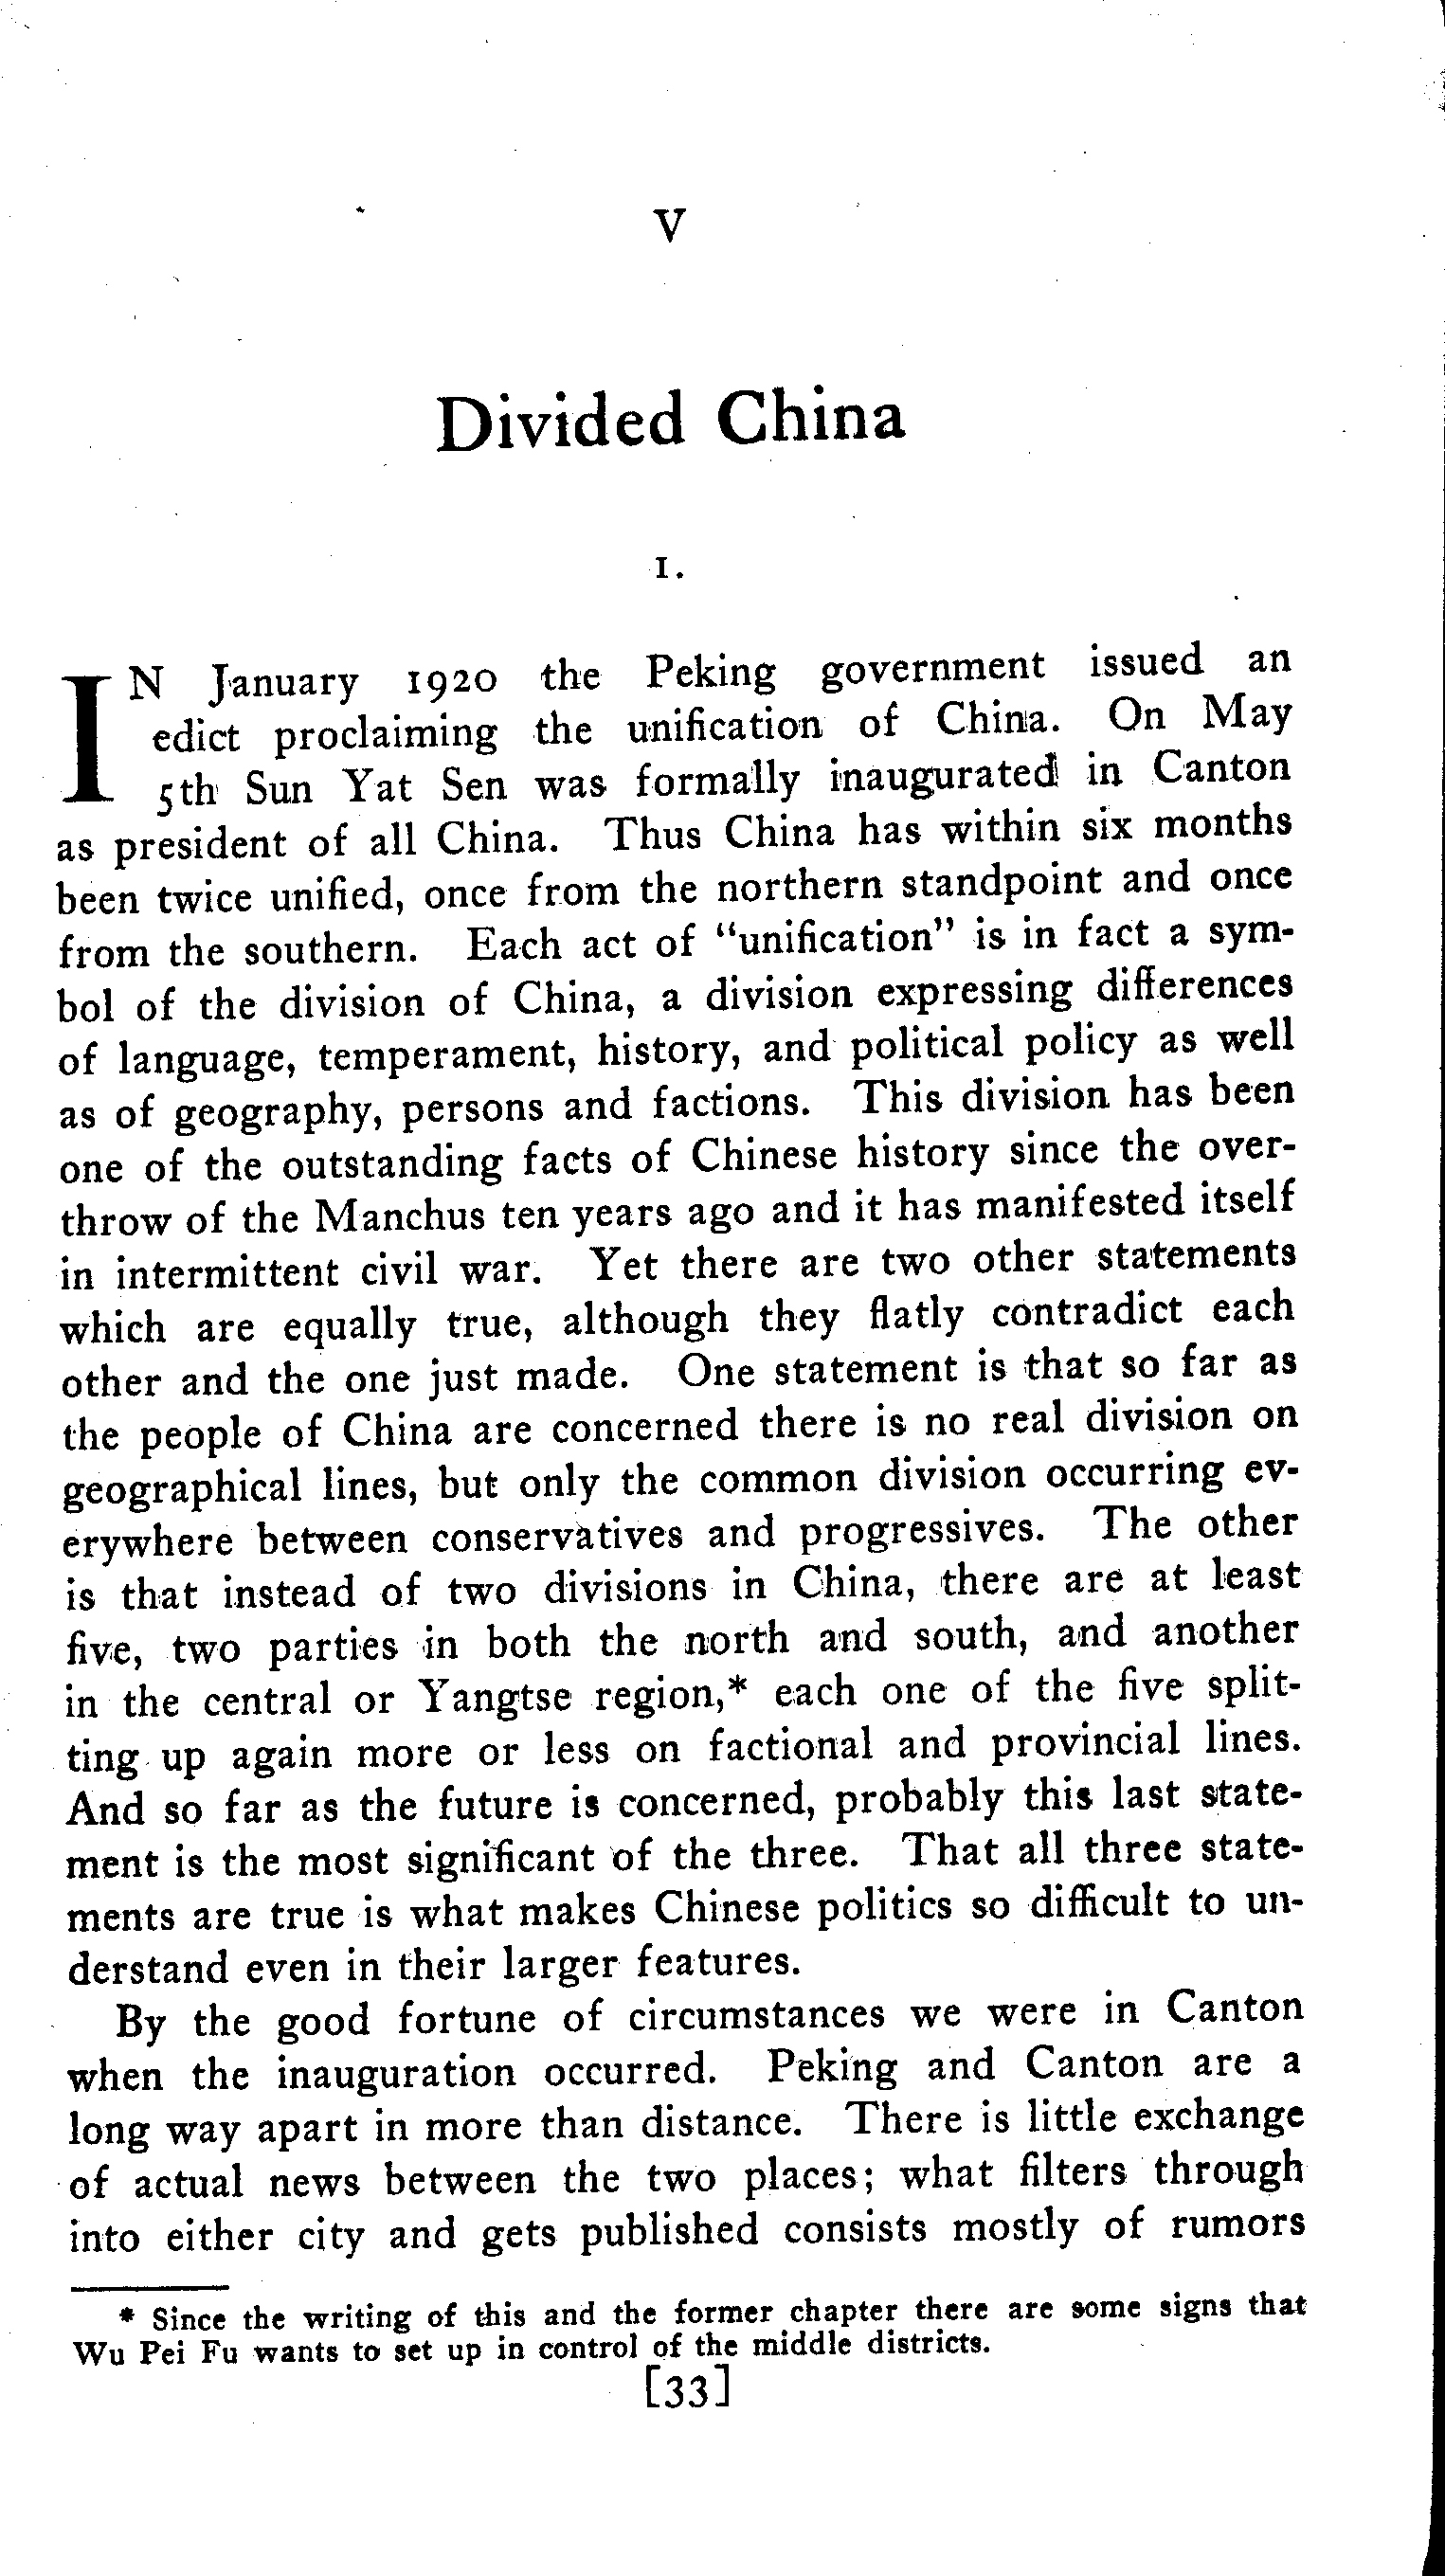 V
Divided China
1.
IN January 1920 the Peking government issued an
edict proclaiming the unification of China. On May
5th Sun Yat Sen was formally inaugurated in Canton
as president of all China. Thus China has within six months
been twice unified, once from the northern standpoint and once
from the southern. Each act of "unification" is in fact a sym-
bol of the division of China, a division expressing differences
of language, temperament, history, and political policy as well
as of geography, persons and factions. This division has been
one of the outstanding facts of Chinese history since the over-
throw of the Manchus ten years ago and it has manifested itself
in intermittent civil war. Yet there are two other statements
which are equally true, although they flatly contradict each
other and the one just made. One statement is that so far as
the people of China are concerned there is no real division on
geographical lines, but only the common division occurring ev-
erywhere between conservatives and progressives. The other
is that instead of two divisions in China, there are at least
five, two parties in both the north and south, and another
in the central or Yangtse region,* each one of the five split-
ting up again more or less on factional and provincial lines.
And so far as the future is concerned, probably this last state-
ment is the most significant of the three. That all three state-
ments are true is what makes Chinese politics so difficult to un-
derstand even in their larger features.
By the good fortune of circumstances we were in Canton
when the inauguration occurred. Peking and Canton are a
long way apart in more than distance. There is little exchange
of actual news between the two places; what filters through
into either city and gets published consists mostly of rumors
* Since the writing of this and the former chapter there are some signs that
Wu Pei Fu wants to set up in control of the middle districts.
[33]